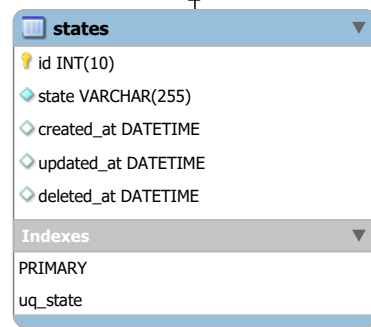 states
id INT(10)
state VARCHAR(255)
created_at DATETIME
updated_at DATETIME
deleted_at DATETIME
Indexes
PRIMARY
uq_state